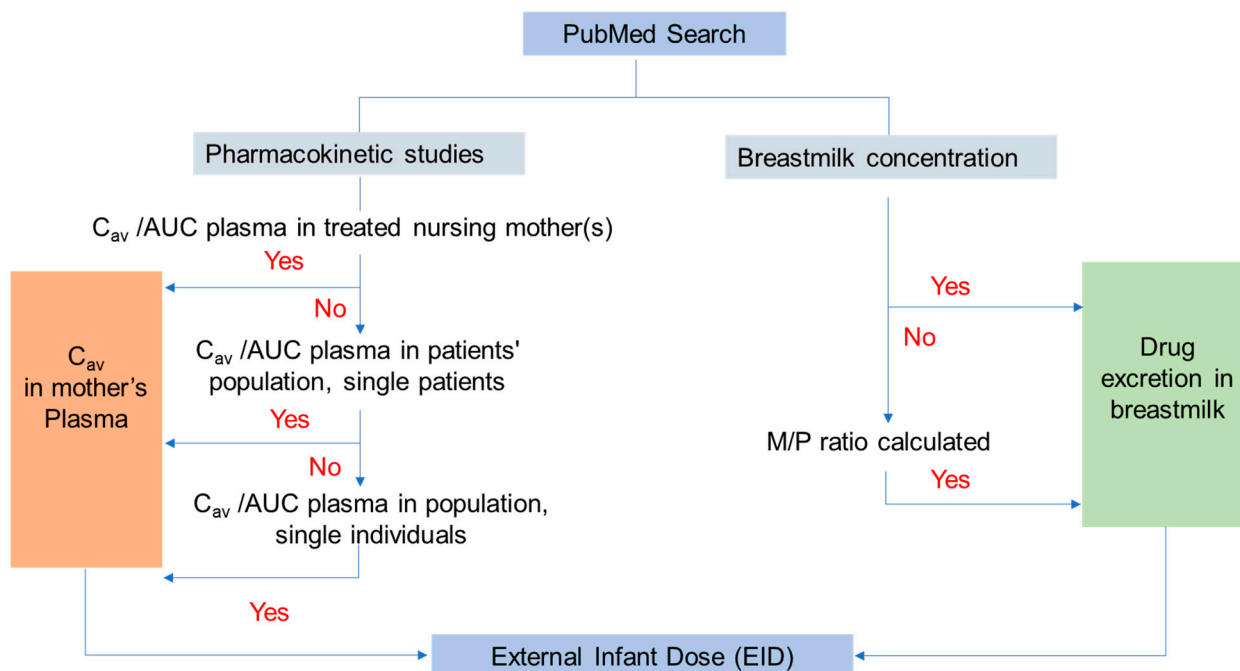 PubMed Search
Pharmacokinetic studies
Breastmilk concentration
Cav /AUC plasma in treated nursing mother(s)
Yes
No
Cav /AUC plasma in patients'
population, single patients
Yes
No
Cav /AUC plasma in population,
single individuals
Yes
Cav
in mother’s
Plasma
Yes
No
M/P ratio calculated
Yes
Drug
excretion in
breastmilk
External Infant Dose (EID)